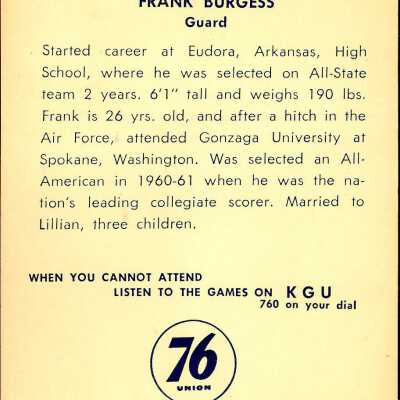 FRANK BURGESS
Guard
Started career at Eudora, Arkansas, High
School, where he was selected on All-State
team 2 years. 6'1" tall and weighs 190 lbs.
Frank is 26 yrs. old, and after a hitch in the
Air Force, attended Gonzaga University at
Spokane, Washington. Was selected an All-
American in 1960-61 when he was the na-
tion's leading collegiate scorer. Married to
Lillian, three children.
WHEN YOU CANNOT ATTEND
LISTEN TO THE GAMES ON KGU
760 on your dial
76
UNION